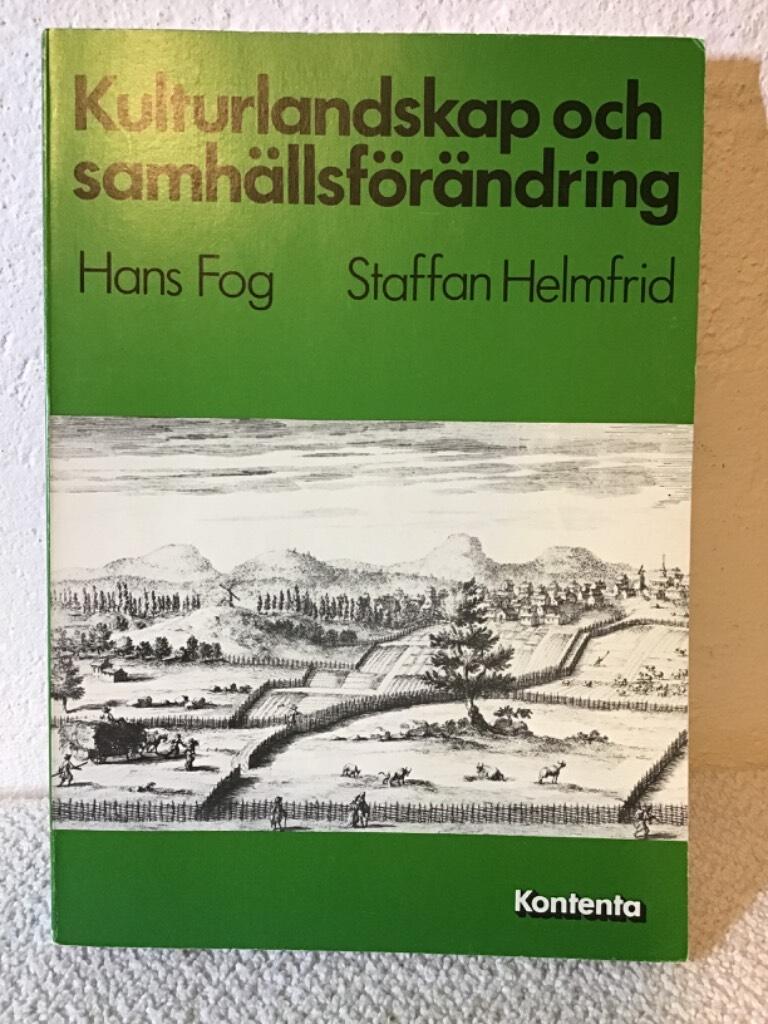 Kulturlandskap och
samhällsförändring
Hans Fog Staffan Helmfrid
Kontenta